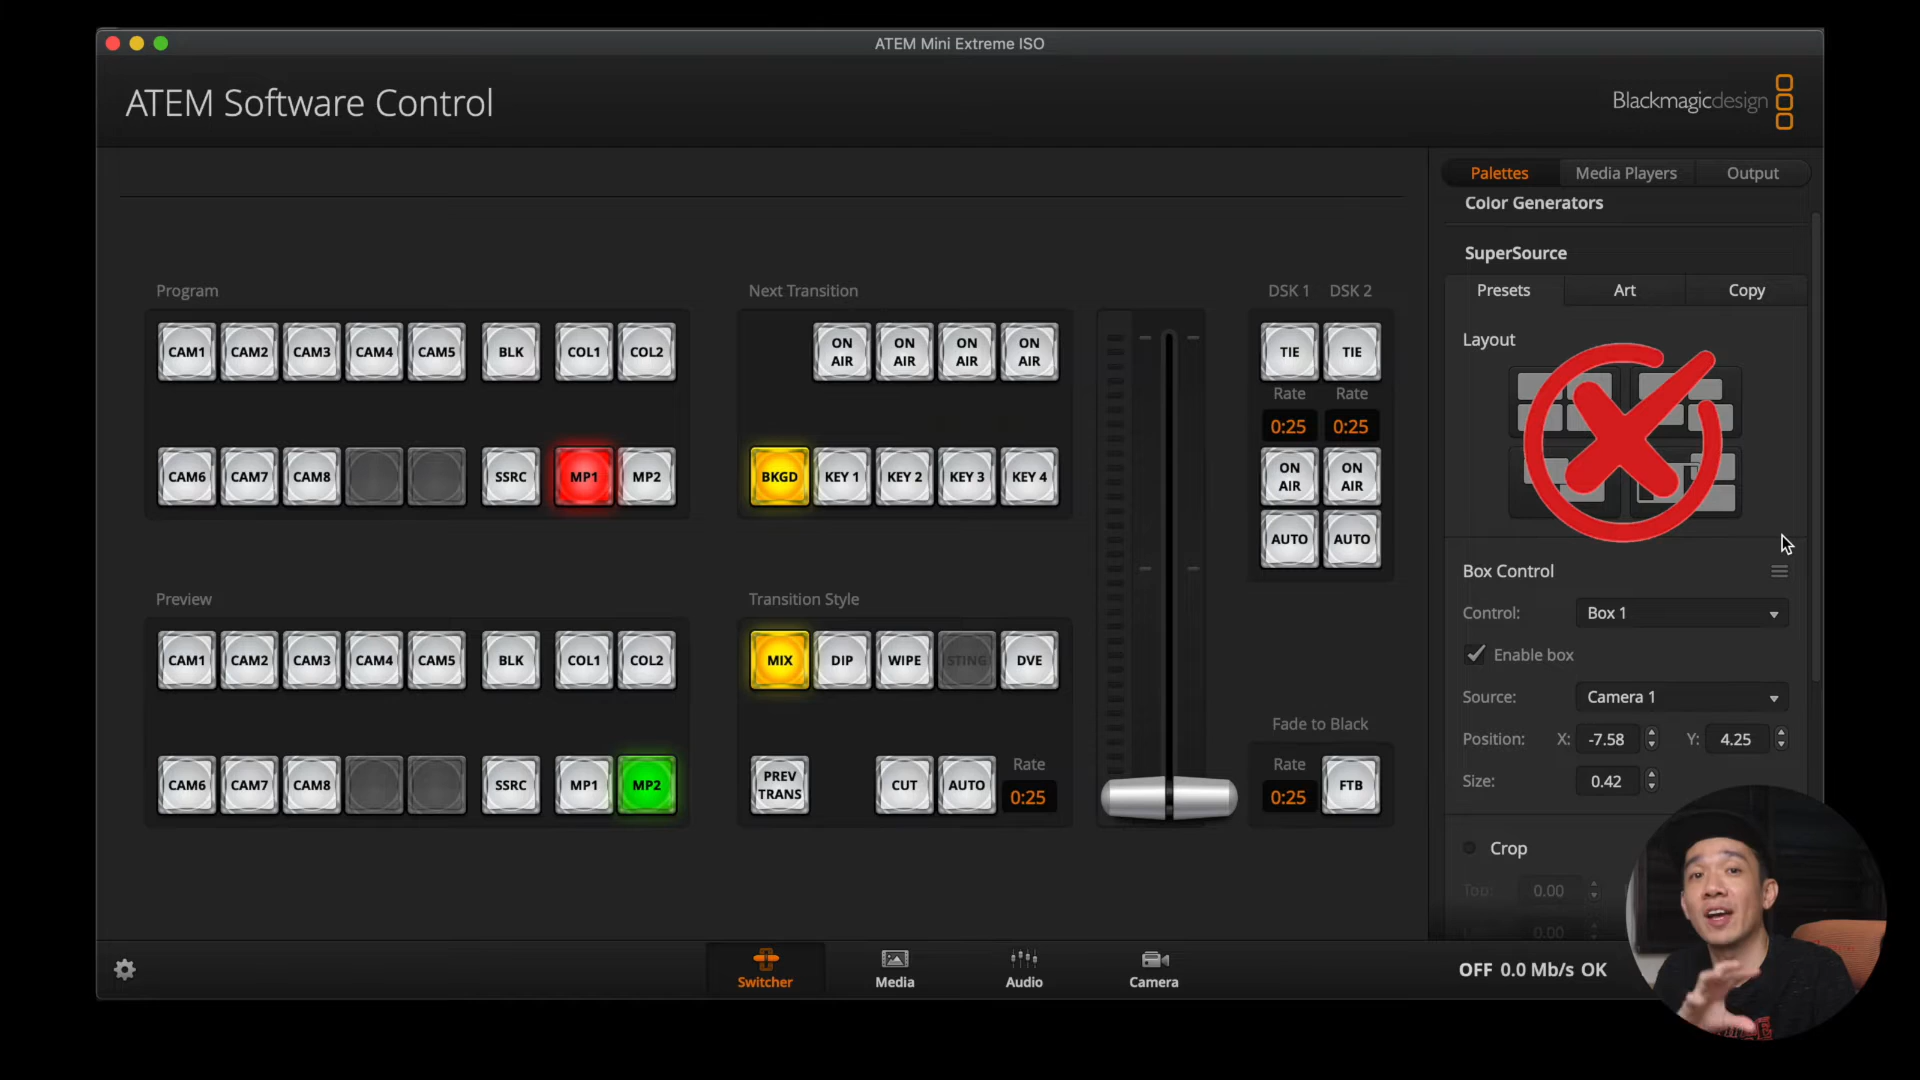 ATEM Mini Extreme ISO
ATEM Software Control
Blackmagicdesign
Palettes Media Players Output
Color Generators
SuperSource
Presets Art Copy
Layout
Program
CAM1 CAM2 CAM3 CAM4 CAM5 BLK COL1 COL2
CAM6 CAM7 CAM8 SSRC MP1 MP2
Next Transition
ON AIR ON AIR ON AIR ON AIR
BKGD KEY 1 KEY 2 KEY 3 KEY 4
DSK 1 DSK 2
TIE TIE
Rate Rate
0:25 0:25
ON AIR ON AIR
AUTO AUTO
Preview
CAM1 CAM2 CAM3 CAM4 CAM5 BLK COL1 COL2
CAM6 CAM7 CAM8 SSRC MP1 MP2
Transition Style
MIX DIP WIPE STING DVE
PREV TRANS CUT AUTO Rate 0:25
Fade to Black
Rate
0:25 FTB
Box Control
Control: Box 1
Enable box
Source: Camera 1
Position: X: -7.58 Y: 4.25
Size: 0.42
Crop
Top: 0.00
0.00
Switcher Media Audio Camera
OFF 0.0 Mb/s OK